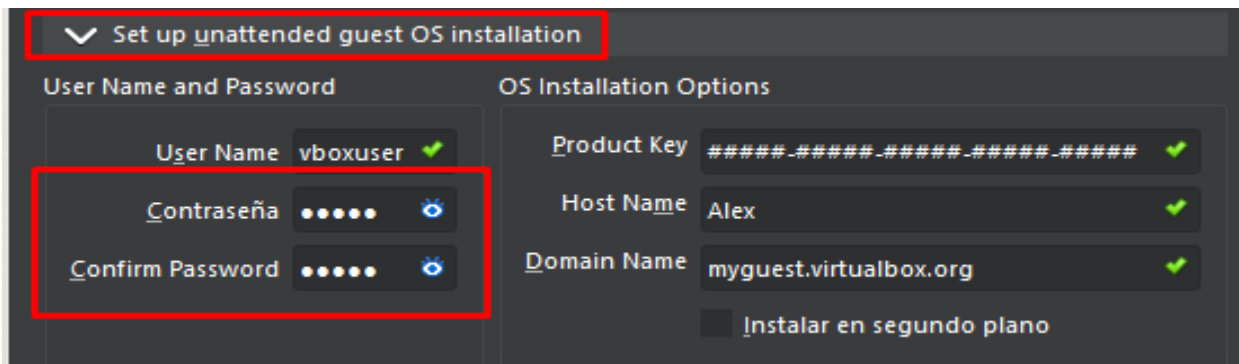 Set up unattended guest OS installation
User Name and Password
User Name vboxuser
Contraseña ●●●●●
Confirm Password ●●●●●
OS Installation Options
Product Key #####-#####-#####-#####-#####
Host Name Alex
Domain Name myguest.virtualbox.org
Instalar en segundo plano